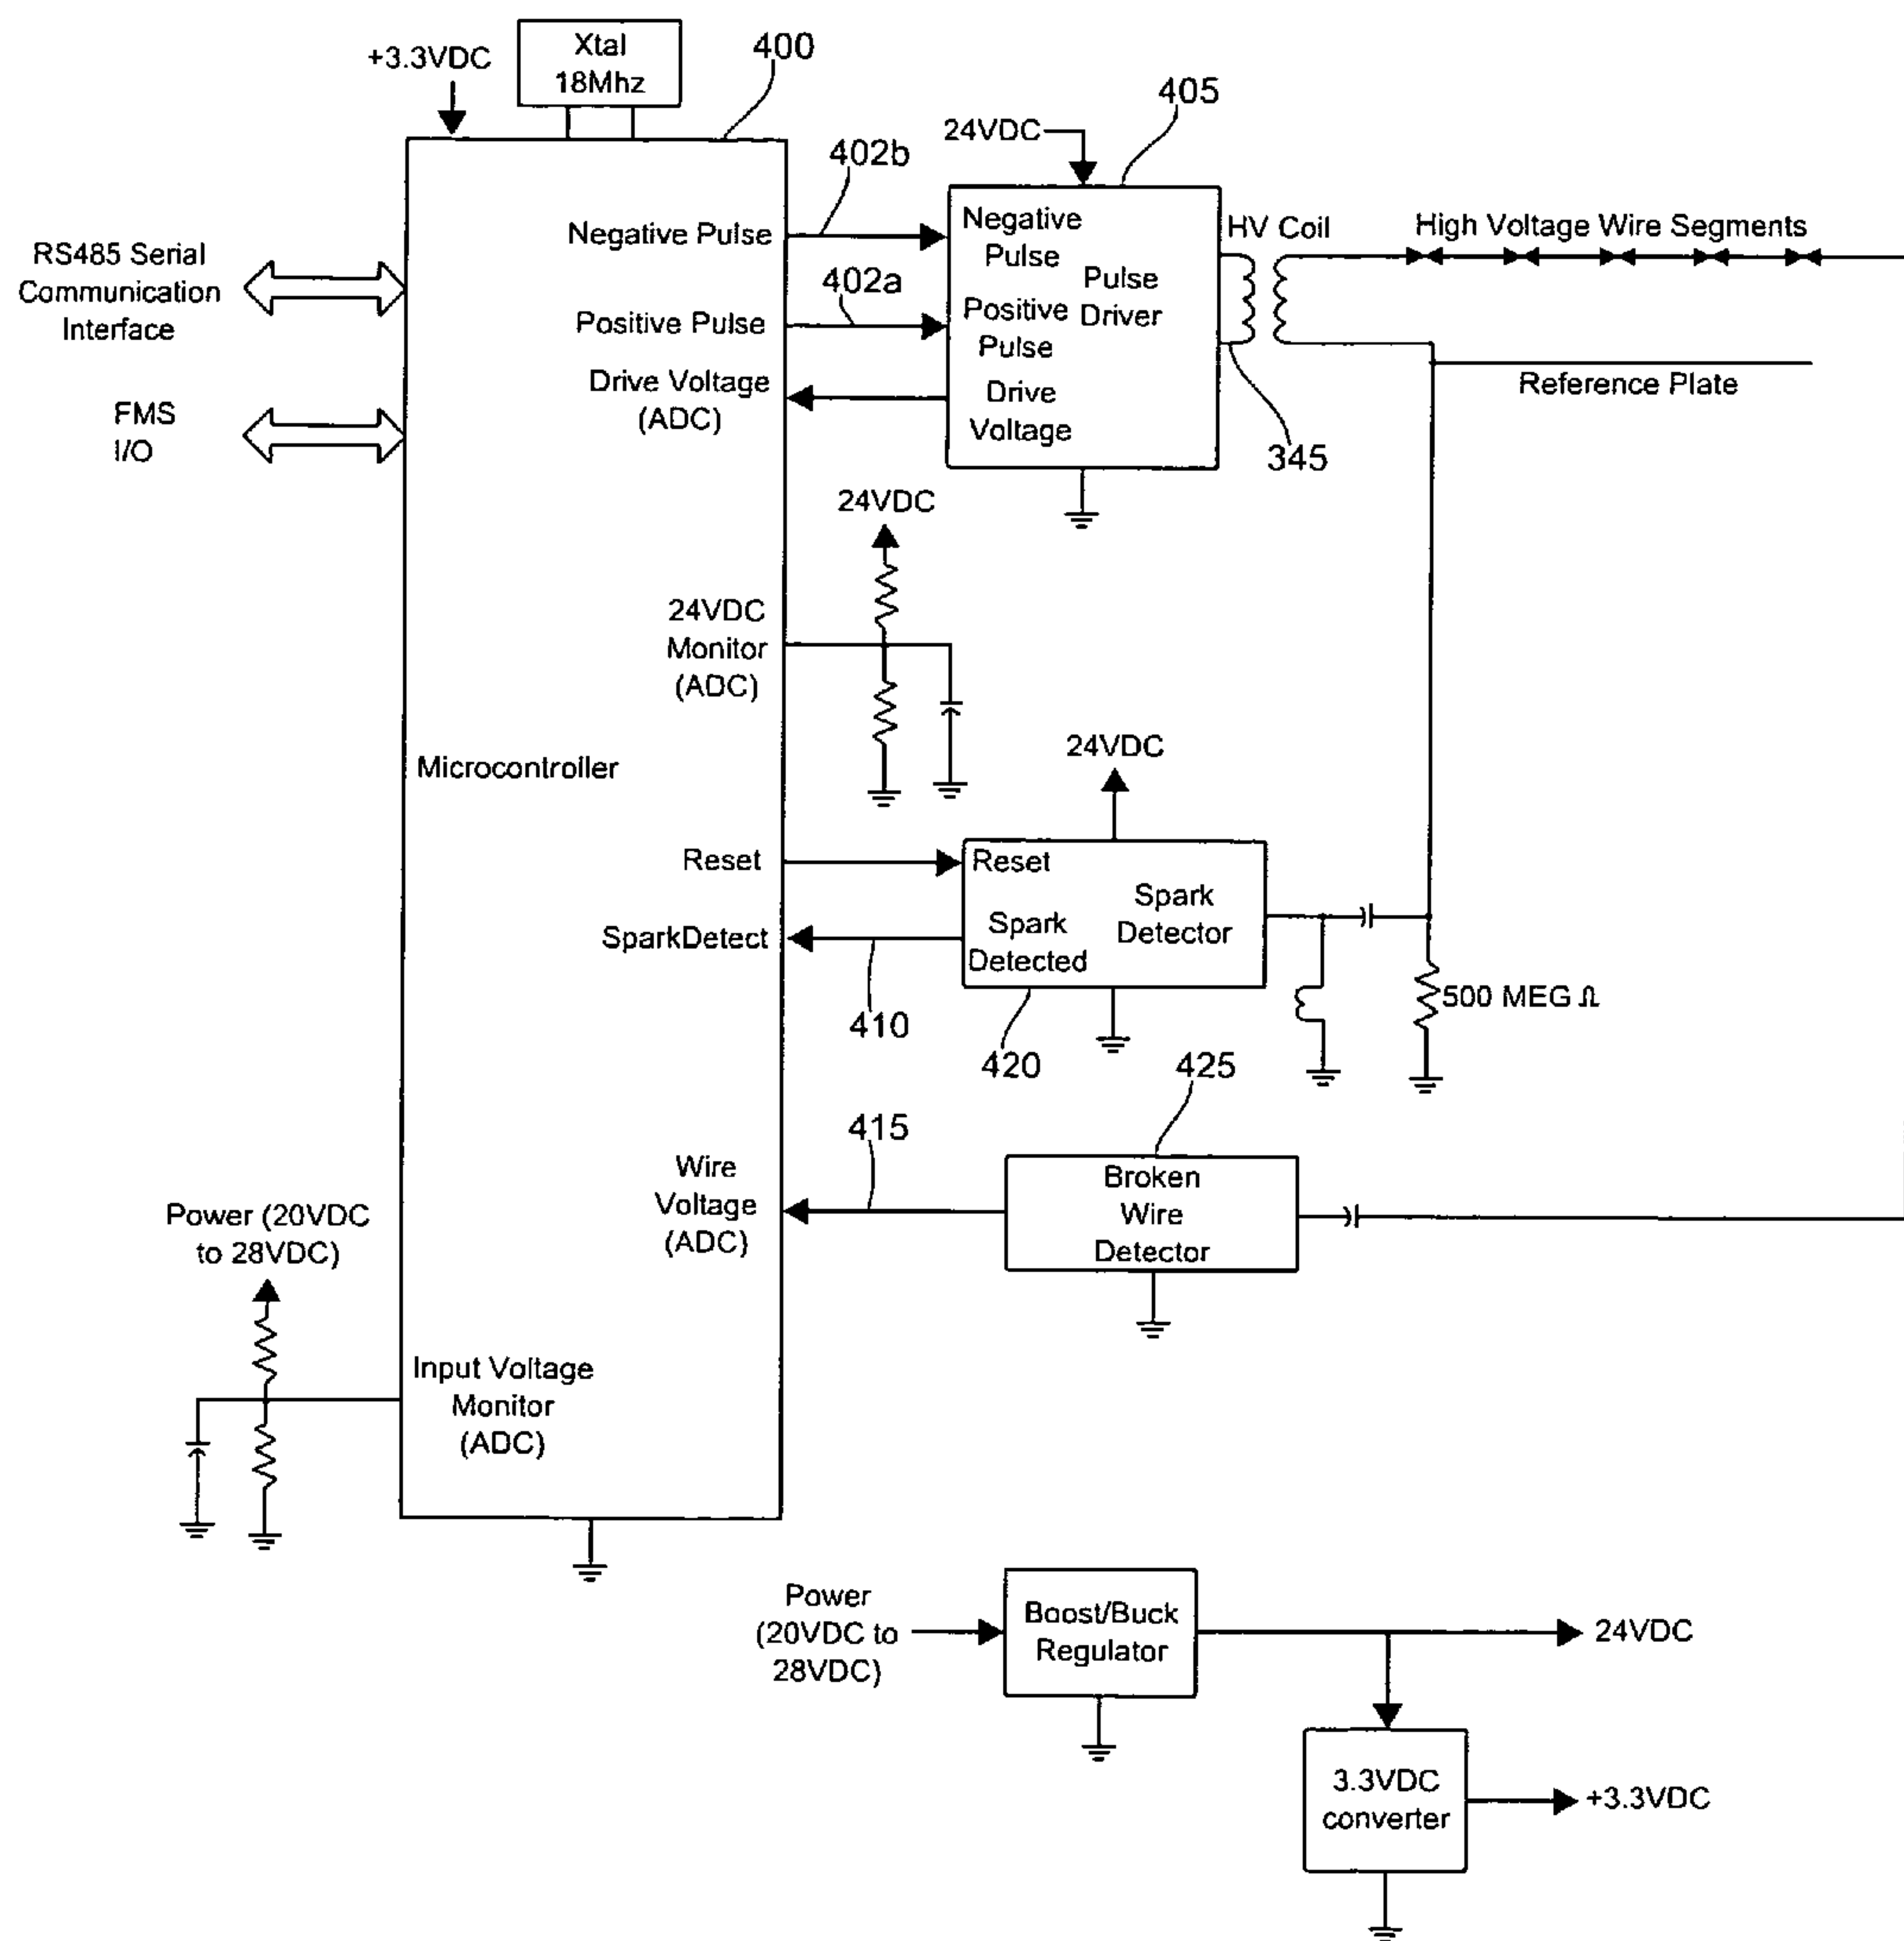 +3.3VDC
Xtal
18Mhz
400
405
24VDC
402b
Negative Pulse
Negative
Pulse
HV Coil
High Voltage Wire Segments
RS485 Serial
Communication
Interface
402a
Pulse
Driver
Positive Pulse
Positive
Pulse
Drive Voltage
(ADC)
Drive
Voltage
Reference Plate
FMS
I/O
345
24VDC
24VDC
Monitor
(ADC)
24VDC
Microcontroller
Reset
Reset
Spark
Detector
SparkDetect
Spark
Detected
500 MEG Ω
410
420
425
415
Wire
Voltage
(ADC)
Broken
Wire
Detector
Power (20VDC
to 28VDC)
Input Voltage
Monitor
(ADC)
Power
(20VDC to
28VDC)
Boost/Buck
Regulator
24VDC
3.3VDC
converter
+3.3VDC